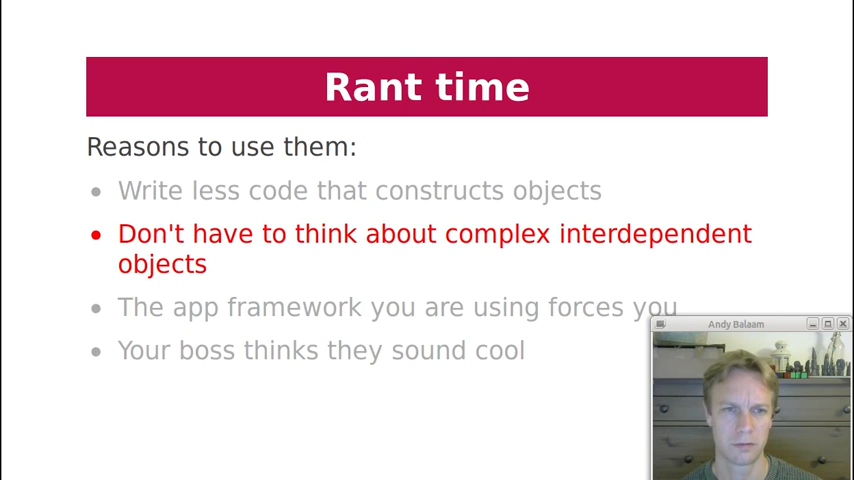 Rant time
Reasons to use them:
• Write less code that constructs objects
• Don't have to think about complex interdependent
objects
• The app framework you are using forces you
• Your boss thinks they sound cool
Andy Balaam